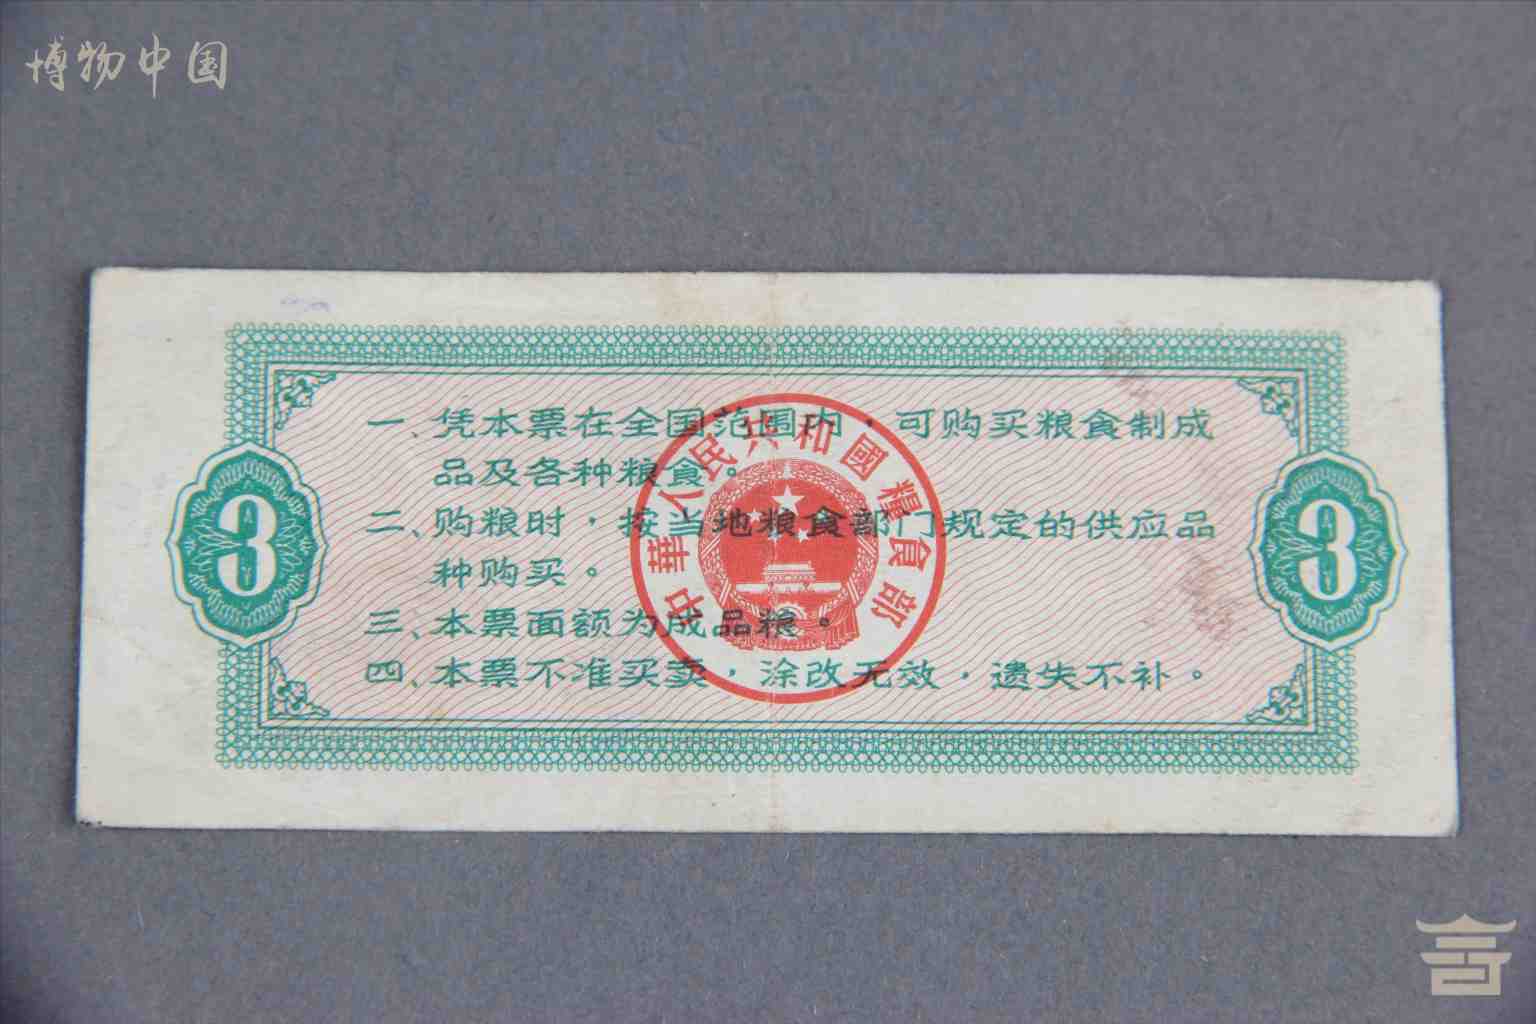 博物中国
一、凭本票在全国范围内，可购买粮食制成
品及各种粮食。
二、购粮时，按当地粮食部门规定的供应品
种购买。
三、本票面额为成品粮。
四、本票不准买卖，涂改无效，遗失不补。
中華人民共和國糧食部
3
3